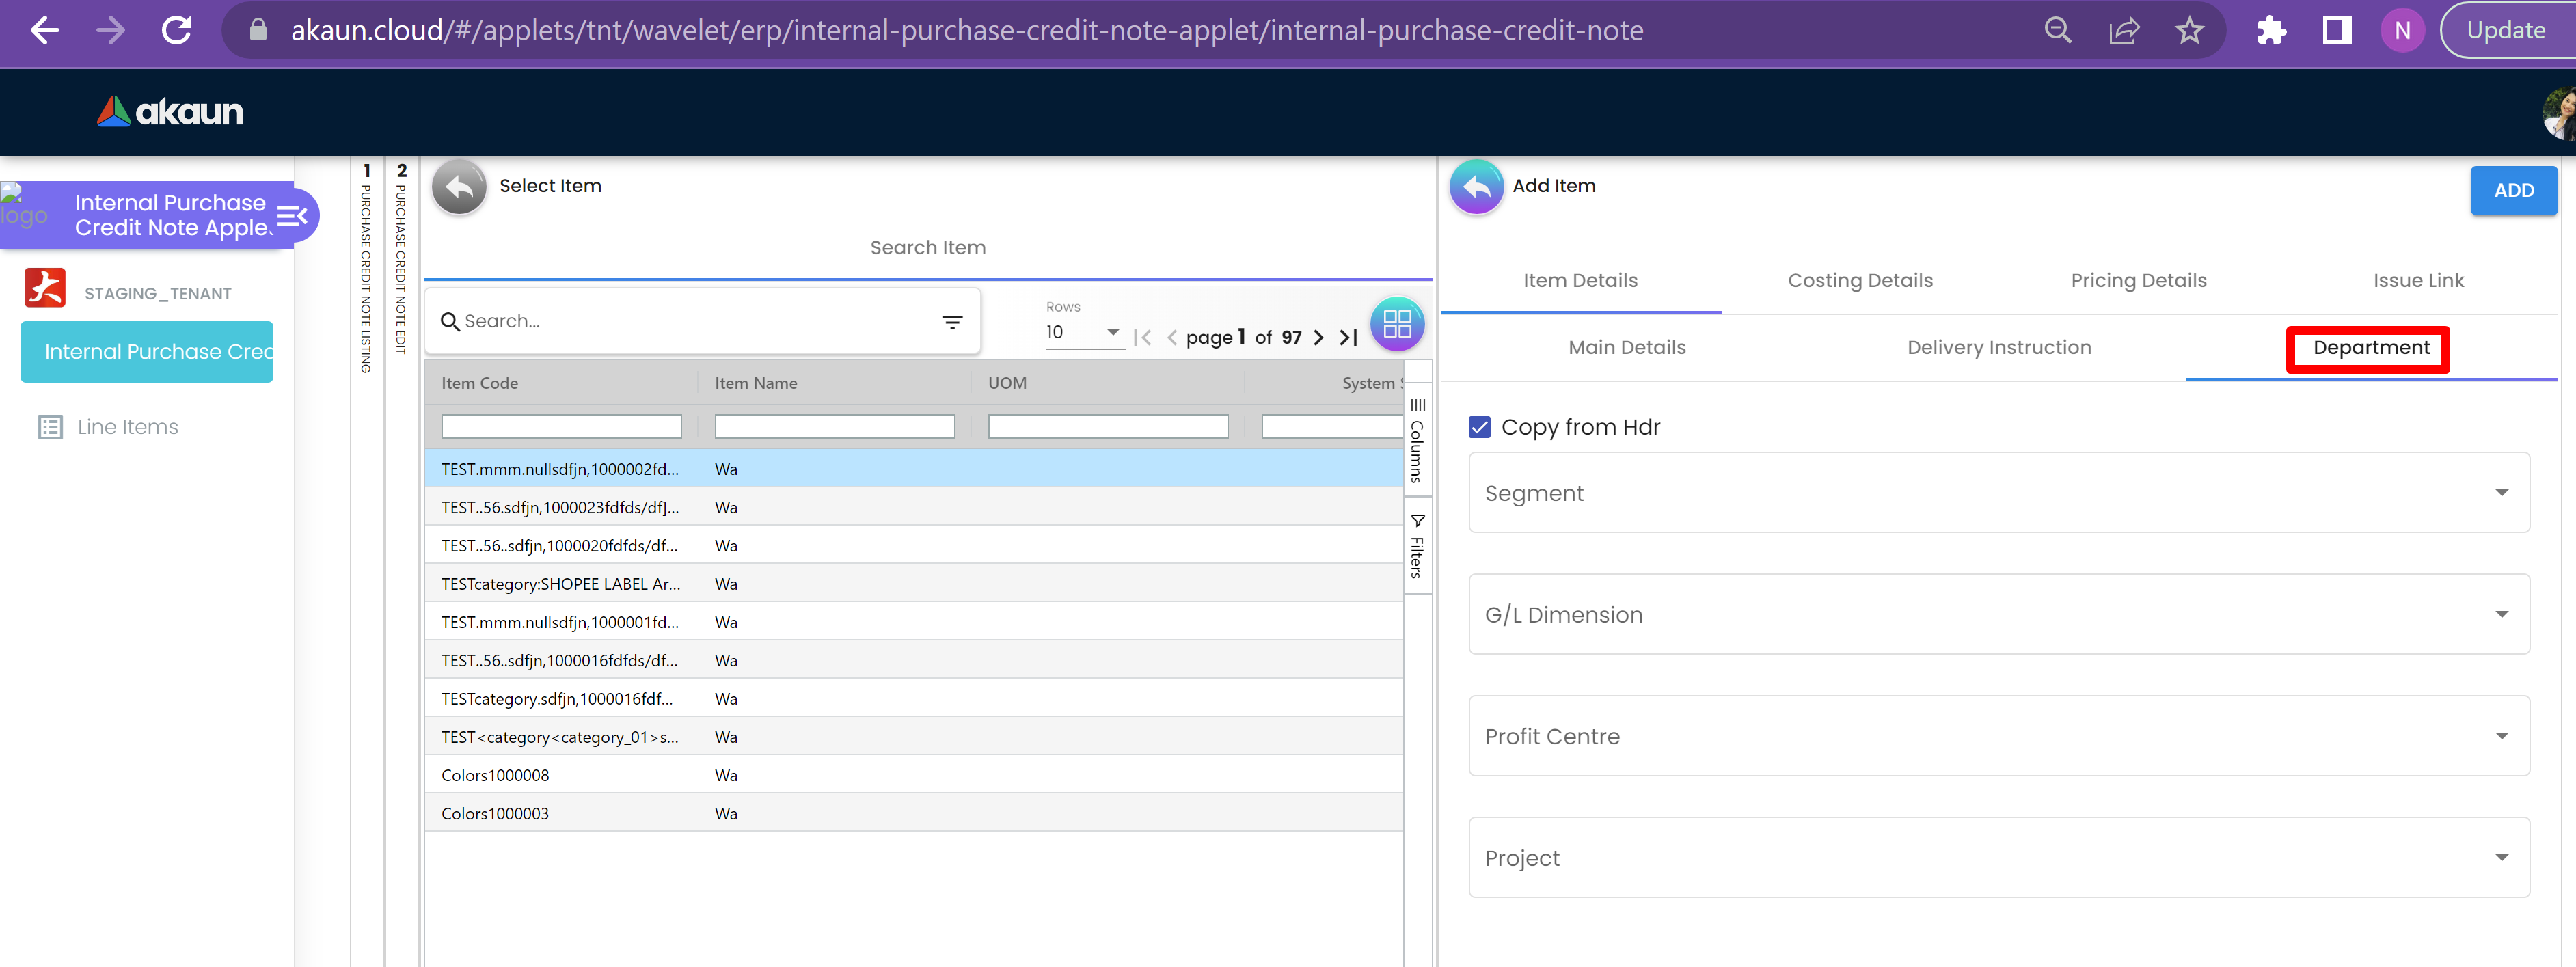 akaun.cloud/#/applets/tnt/wavelet/erp/internal-purchase-credit-note-applet/internal-purchase-credit-note
N
Update
akaun
logo
Internal Purchase
Credit Note Applet
STAGING_TENANT
Internal Purchase Cred
Line Items
1 PURCHASE CREDIT NOTE LISTING
2 PURCHASE CREDIT NOTE EDIT
Select Item
Search Item
Search...
Rows
10
page 1 of 97
Item Code Item Name UOM System S
TEST.mmm.nullsdfjn,1000002fd... Wa
TEST..56.sdfjn,1000023fdfds/df]... Wa
TEST..56..sdfjn,1000020fdfds/df... Wa
TESTcategory:SHOPEE LABEL Ar... Wa
TEST.mmm.nullsdfjn,1000001fd... Wa
TEST..56..sdfjn,1000016fdfds/df... Wa
TESTcategory.sdfjn,1000016fdf... Wa
TEST<category<category_01>s... Wa
Colors1000008 Wa
Colors1000003 Wa
Columns
Filters
Add Item
ADD
Item Details Costing Details Pricing Details Issue Link
Main Details Delivery Instruction Department
Copy from Hdr
Segment
G/L Dimension
Profit Centre
Project